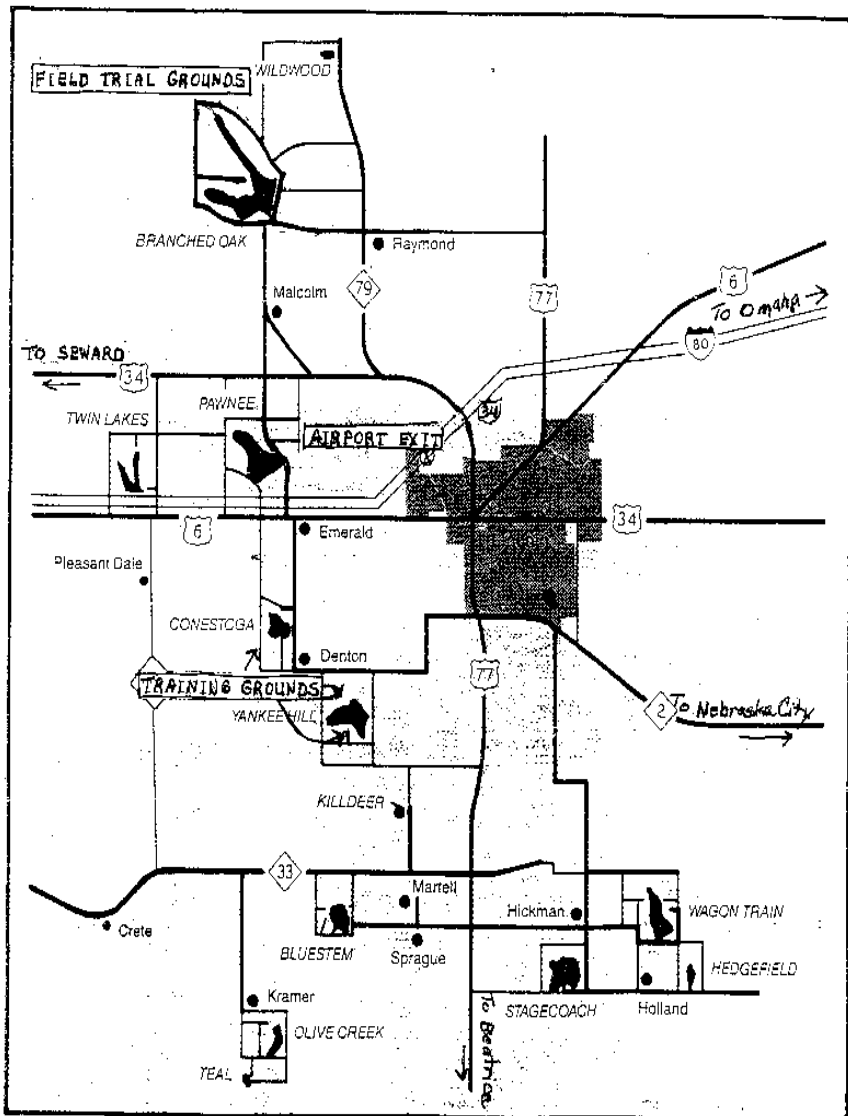 WILDWOOD
FIELD TRIAL GROUNDS
BRANCHED OAK
Raymond
Malcolm
79
77
6
To Omaha
80
TO SEWARD
34
PAWNEE
34
TWIN LAKES
AIRPORT EXIT
6
Emerald
34
Pleasant Dale
CONESTOGA
Denton
77
TRAINING GROUNDS
YANKEE HILL
2
To Nebraska City
KILLDEER
33
Martell
Hickman
WAGON TRAIN
Crete
BLUESTEM
Sprague
HEDGEFIELD
Kramer
STAGECOACH
Holland
To Beatrice
OLIVE CREEK
TEAL